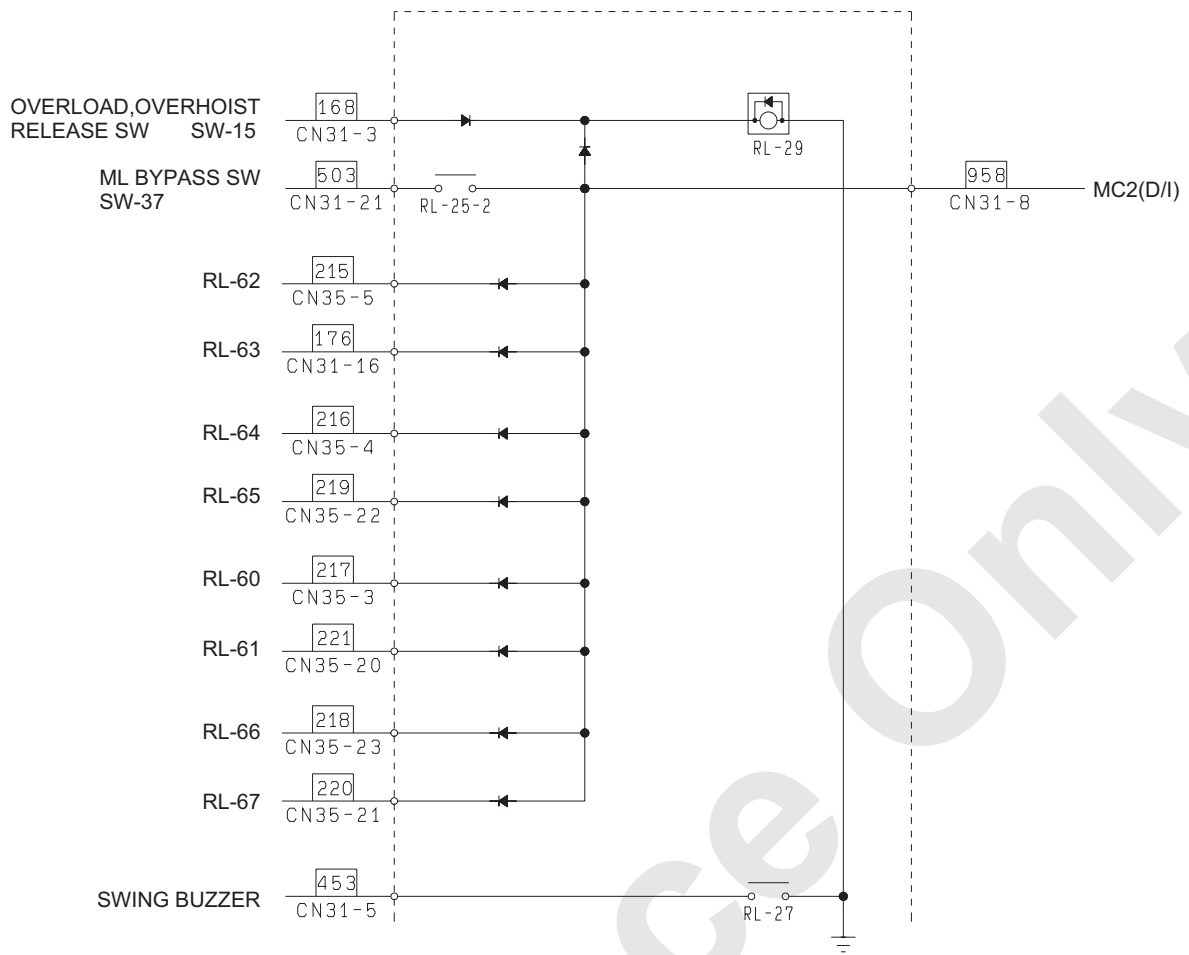 OVERLOAD,OVERHOIST
RELEASE SW SW-15
168
CN31-3
RL-29
ML BYPASS SW
SW-37
503
CN31-21
RL-25-2
958
CN31-8
MC2(D/I)
RL-62
215
CN35-5
RL-63
176
CN31-16
RL-64
216
CN35-4
RL-65
219
CN35-22
RL-60
217
CN35-3
RL-61
221
CN35-20
RL-66
218
CN35-23
RL-67
220
CN35-21
SWING BUZZER
453
CN31-5
RL-27
ce Only